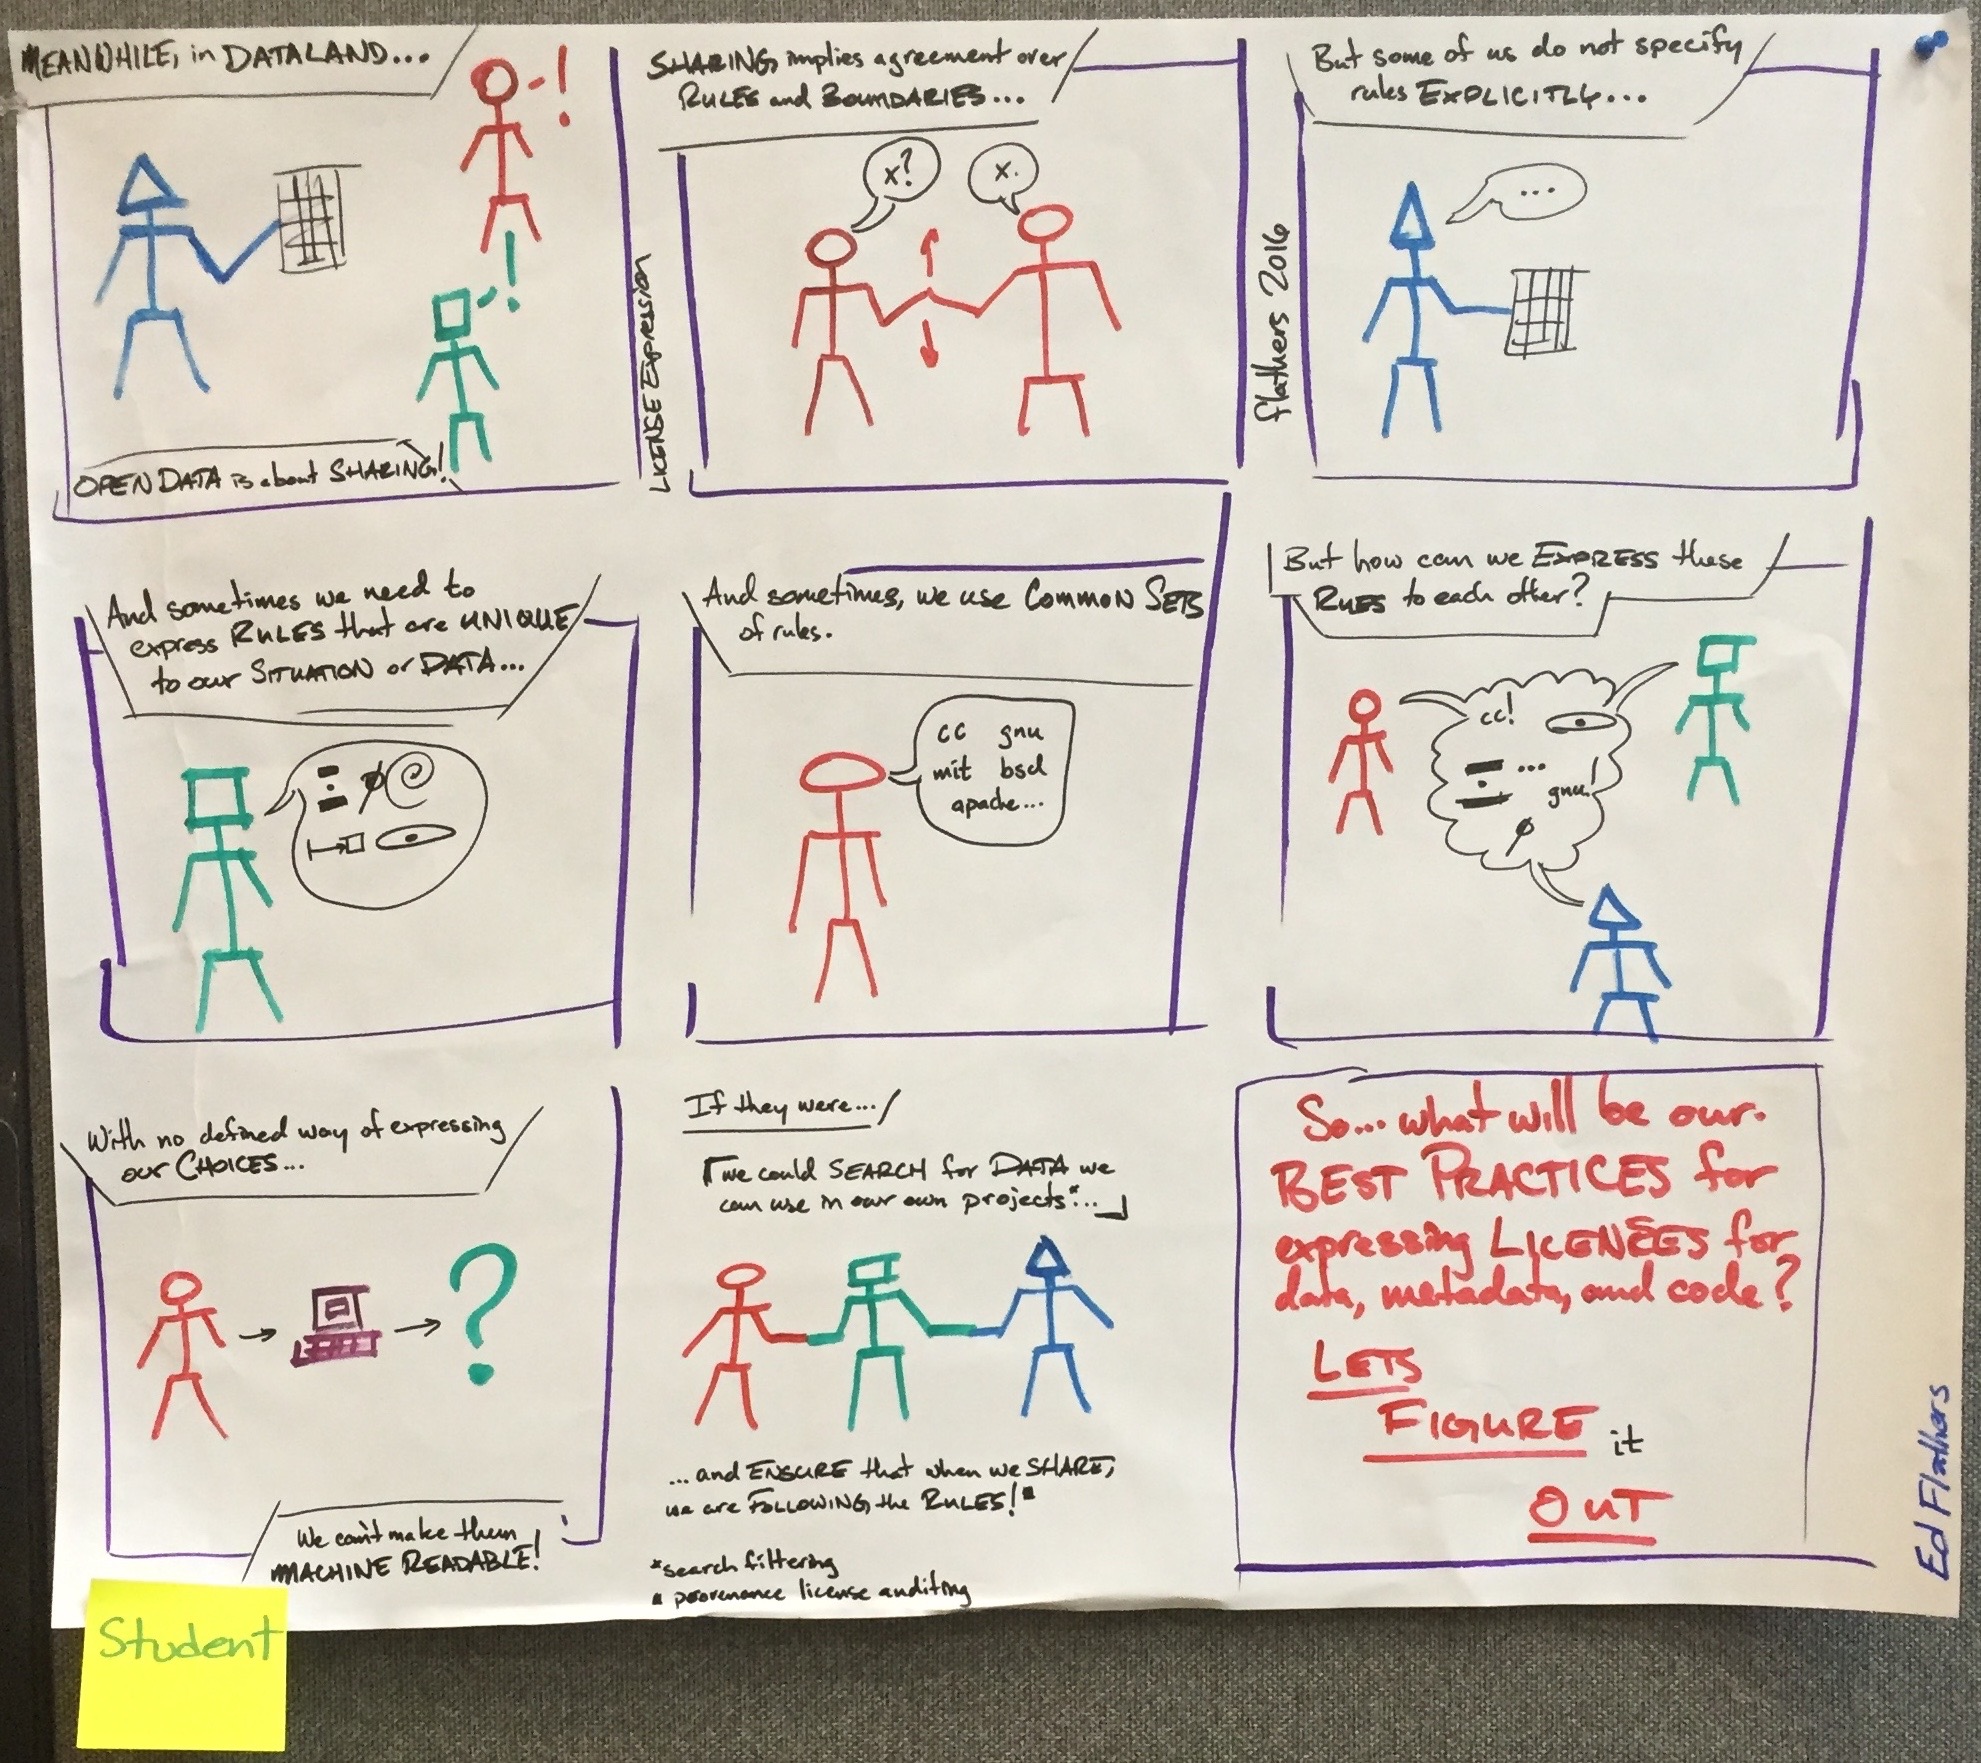 MEANWHILE, in DATALAND...
OPEN DATA is about SHARING!
LICENSE EXPRESSION
SHARING implies agreement over
RULES and BOUNDARIES...
x?
x.
flathers 2016
But some of us do not specify
rules EXPLICITLY...
...
And sometimes we need to
express RULES that are UNIQUE
to our SITUATION or DATA...
And sometimes, we use COMMON SETS
of rules.
cc gnu
mit bsd
apache...
But how can we EXPRESS these
RULES to each other?
cc!
...
gnu!
With no defined way of expressing
our CHOICES...
?
We can't make them
MACHINE READABLE!
If they were...
we could SEARCH for DATA we
can use in our own projects*...
...and ENSURE that when we SHARE,
we are FOLLOWING the RULES!
*search filtering
provenance license auditing
So... what will be our
BEST PRACTICES for
expressing LICENSES for
data, metadata, and code?
LETS
FIGURE it
OUT
Ed Flathers
Student